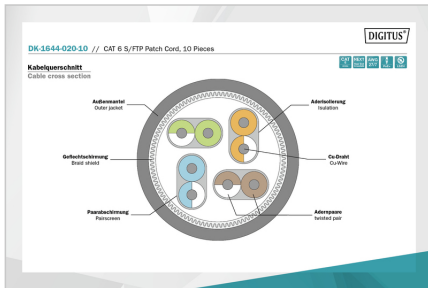 DIGITUS
DK-1644-020-10 // CAT 6 S/FTP Patch Cord, 10 Pieces
Kabelquerschnitt
Cable cross section
Außenmantel
Outer jacket
Aderisolierung
Isolation
Geflechtschirmung
Braid shield
Cu-Draht
Cu-Wire
Paarabschirmung
Pairscreen
Adernpaare
twisted pair